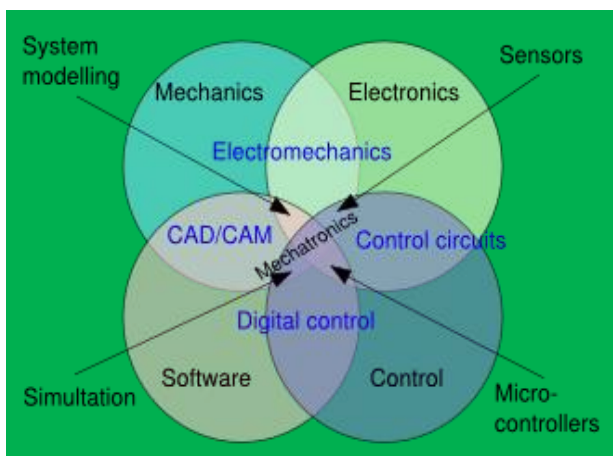 System
modelling
Sensors
Mechanics
Electronics
Electromechanics
CAD/CAM
Mechatronics
Control circuits
Digital control
Simultation
Software
Control
Micro-
controllers